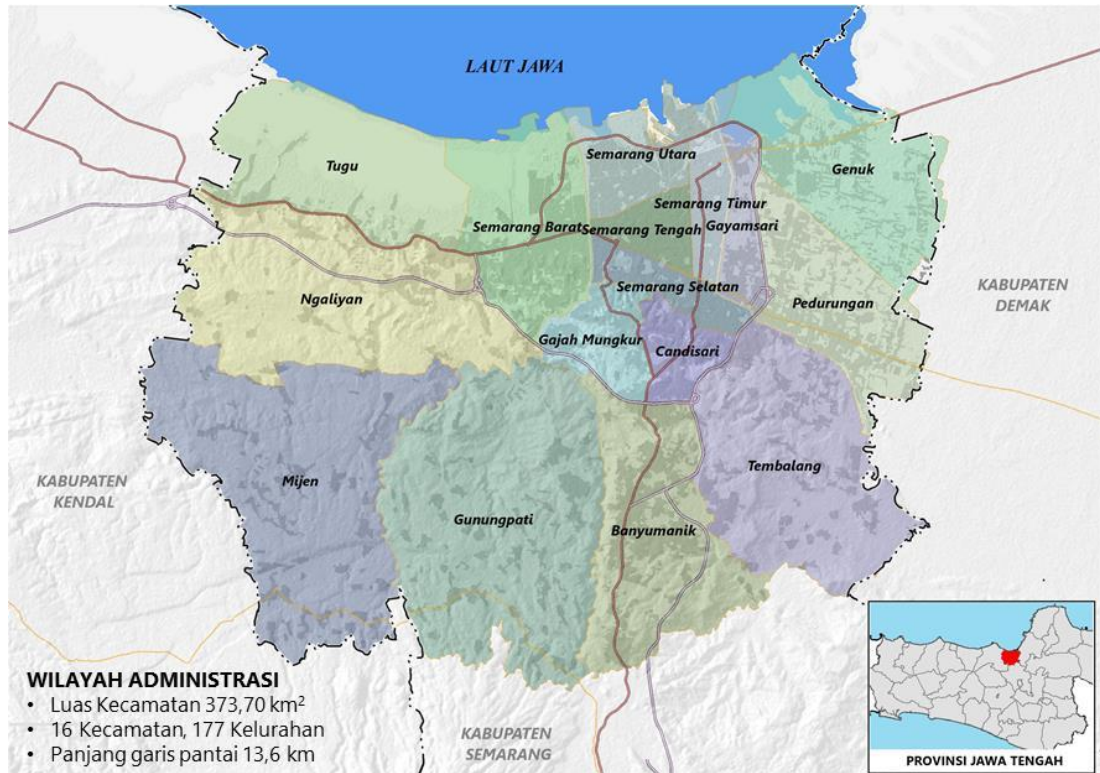 LAUT JAWA
Tugu
Semarang Utara
Genuk
Semarang Timur
Semarang Barat
Semarang Tengah
Gayamsari
Ngaliyan
Semarang Selatan
Pedurungan
KABUPATEN
DEMAK
Gajah Mungkur
Candisari
Tembalang
KABUPATEN
KENDAL
Mijen
Gunungpati
Banyumanik
WILAYAH ADMINISTRASI
• Luas Kecamatan 373,70 km²
• 16 Kecamatan, 177 Kelurahan
• Panjang garis pantai 13,6 km
KABUPATEN
SEMARANG
PROVINSI JAWA TENGAH